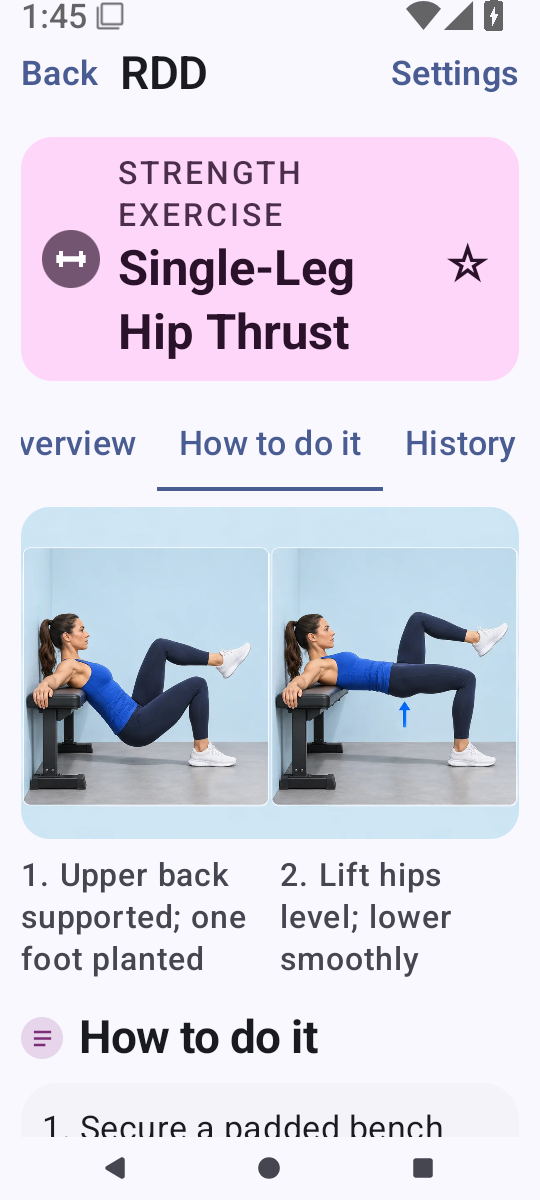 1:45
Back RDD Settings
STRENGTH
EXERCISE
Single-Leg
Hip Thrust
verview How to do it History
1. Upper back
supported; one
foot planted
2. Lift hips
level; lower
smoothly
How to do it
1. Secure a padded bench